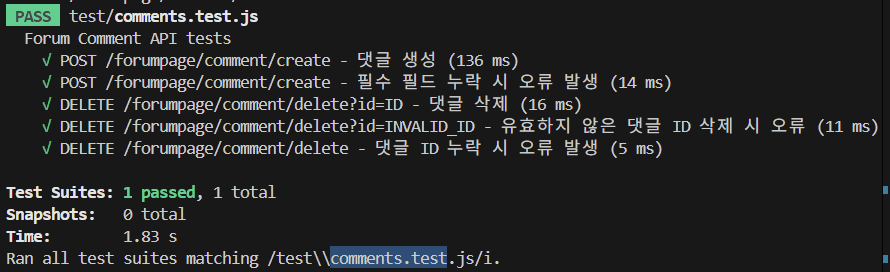 PASS test/comments.test.js
Forum Comment API tests
√ POST /forumpage/comment/create - 댓글 생성 (136 ms)
√ POST /forumpage/comment/create - 필수 필드 누락 시 오류 발생 (14 ms)
√ DELETE /forumpage/comment/delete?id=ID - 댓글 삭제 (16 ms)
√ DELETE /forumpage/comment/delete?id=INVALID_ID - 유효하지 않은 댓글 ID 삭제 시 오류 (11 ms)
√ DELETE /forumpage/comment/delete - 댓글 ID 누락 시 오류 발생 (5 ms)
Test Suites: 1 passed, 1 total
Snapshots: 0 total
Time: 1.83 s
Ran all test suites matching /test\\comments.test.js/i.